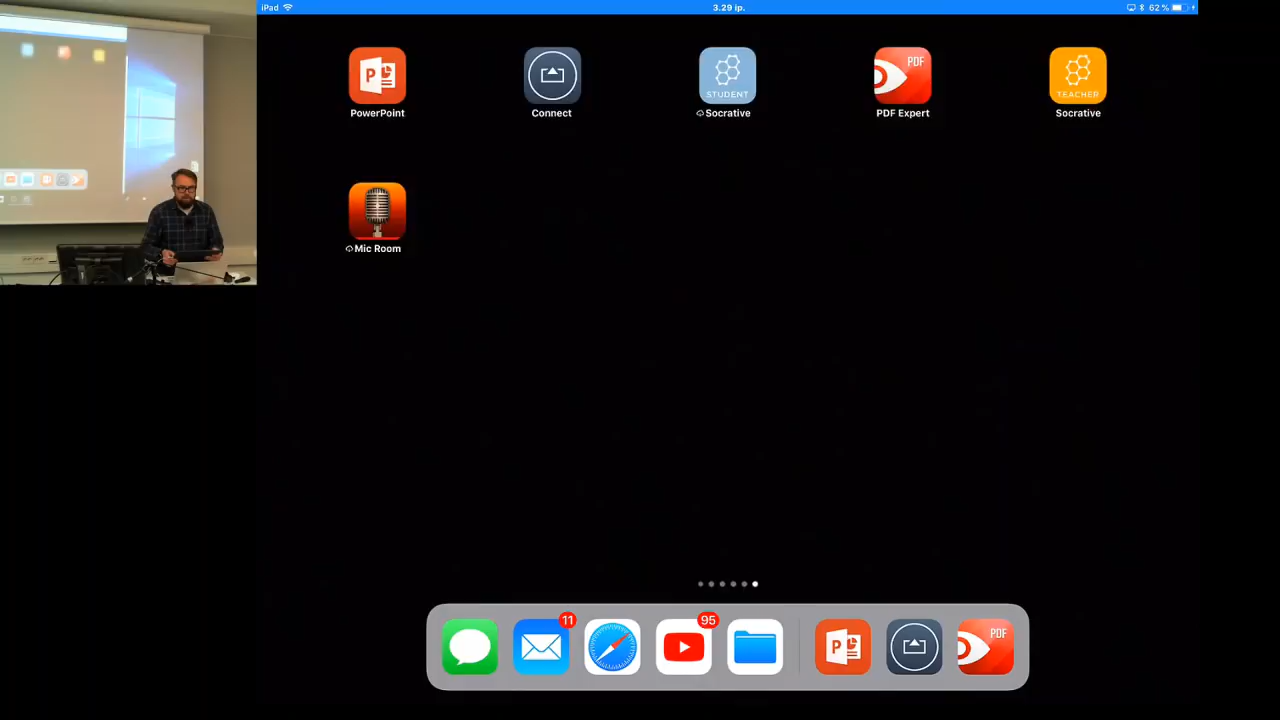 iPad
3.29 ip.
62 %
PowerPoint
Connect
STUDENT
Socrative
PDF
PDF Expert
TEACHER
Socrative
Mic Room
11
95
PDF